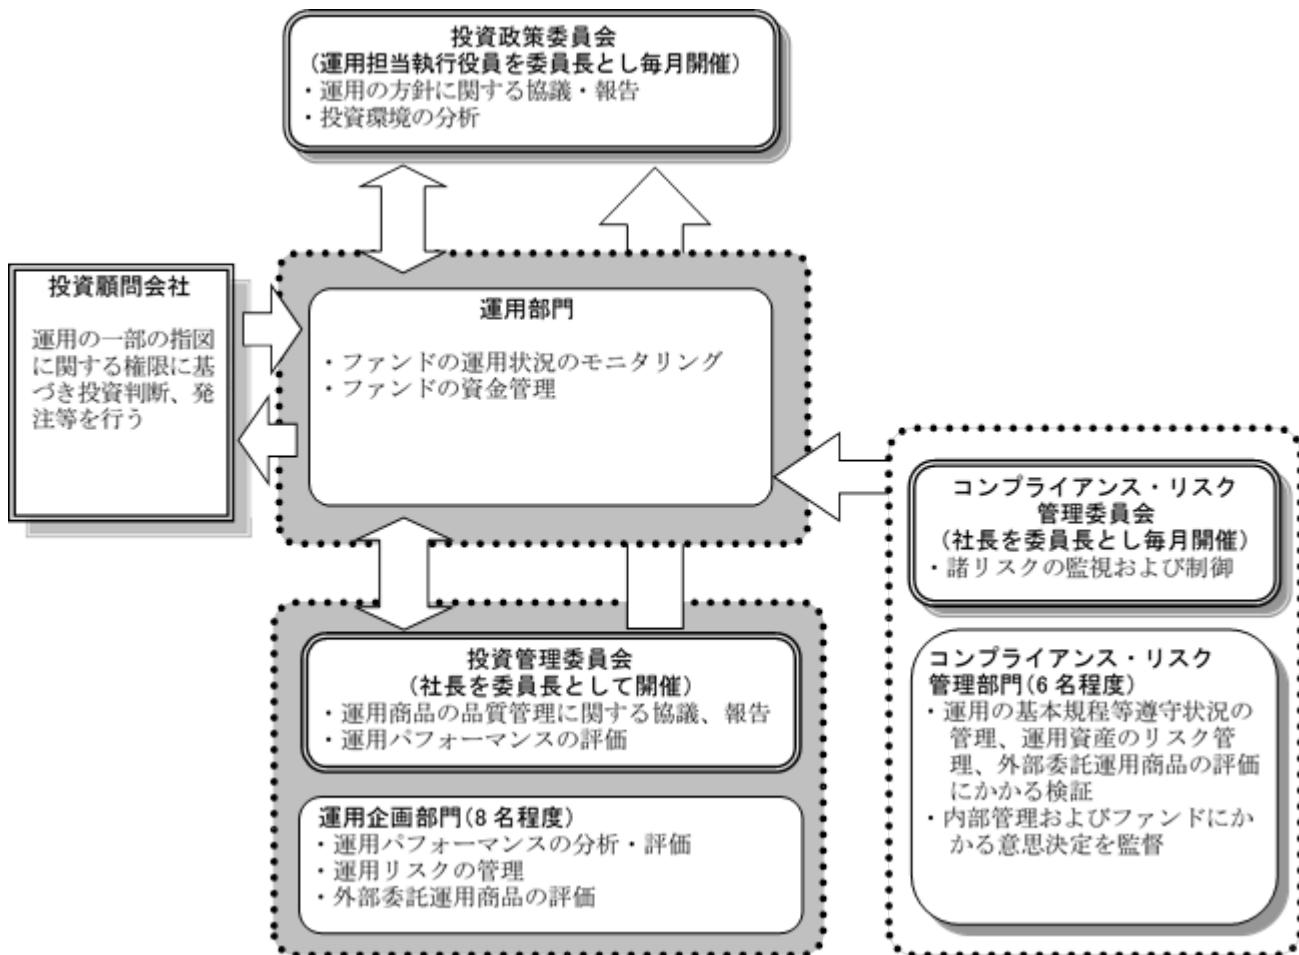 投資政策委員会
(運用担当執行役員を委員長とし毎月開催)
・運用の方針に関する協議・報告
・投資環境の分析
投資顧問会社
運用の一部の指図
に関する権限に基
づき投資判断、発
注等を行う
運用部門
・ファンドの運用状況のモニタリング
・ファンドの資金管理
コンプライアンス・リスク
管理委員会
(社長を委員長とし毎月開催)
・諸リスクの監視および制御
投資管理委員会
(社長を委員長として開催)
・運用商品の品質管理に関する協議、報告
・運用パフォーマンスの評価
運用企画部門(8名程度)
・運用パフォーマンスの分析・評価
・運用リスクの管理
・外部委託運用商品の評価
コンプライアンス・リスク
管理部門(6名程度)
・運用の基本規程等遵守状況の
管理、運用資産のリスク管
理、外部委託運用商品の評価
にかかる検証
・内部管理およびファンドにか
かる意思決定を監督